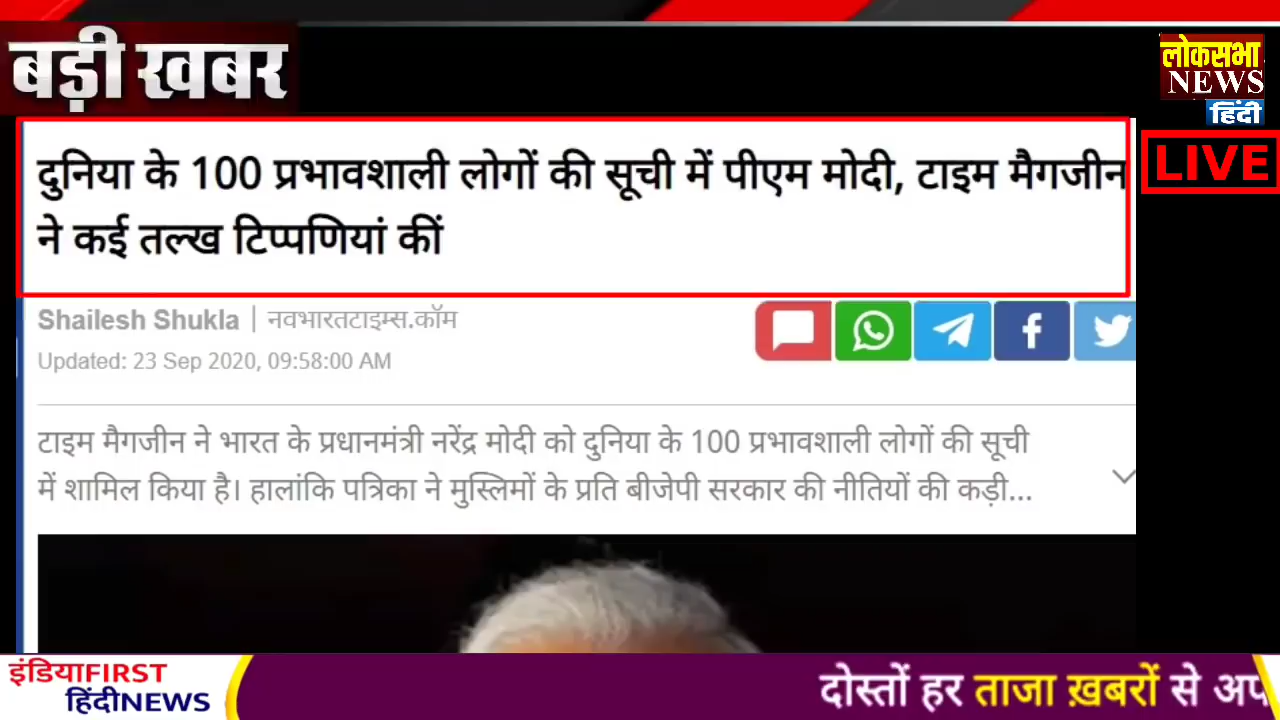 बड़ी खबर
लोकसभा
NEWS
हिंदी
LIVE
दुनिया के 100 प्रभावशाली लोगों की सूची में पीएम मोदी, टाइम मैगजीन
ने कई तल्ख टिप्पणियां कीं
Shailesh Shukla | नवभारतटाइम्स.कॉम
Updated: 23 Sep 2020, 09:58:00 AM
टाइम मैगजीन ने भारत के प्रधानमंत्री नरेंद्र मोदी को दुनिया के 100 प्रभावशाली लोगों की सूची
में शामिल किया है। हालांकि पत्रिका ने मुस्लिमों के प्रति बीजेपी सरकार की नीतियों की कड़ी...
इंडियाFIRST
हिंदीNEWS
दोस्तों हर ताजा ख़बरों से